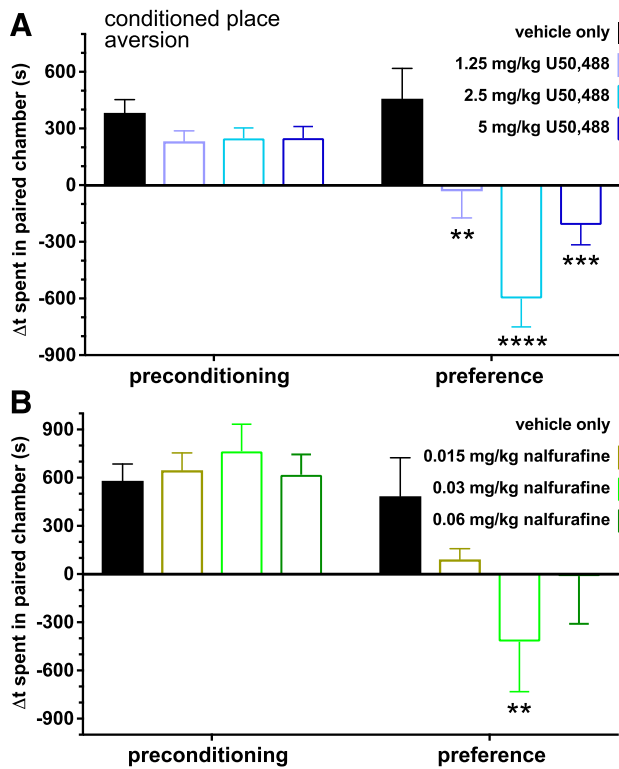 A
conditioned place
aversion
vehicle only
1.25 mg/kg U50,488
2.5 mg/kg U50,488
5 mg/kg U50,488
Δt spent in paired chamber (s)
600
300
0
-300
-600
-900
**
****
***
preconditioning
preference
B
vehicle only
0.015 mg/kg nalfurafine
0.03 mg/kg nalfurafine
0.06 mg/kg nalfurafine
Δt spent in paired chamber (s)
900
600
300
0
-300
-600
-900
**
preconditioning
preference